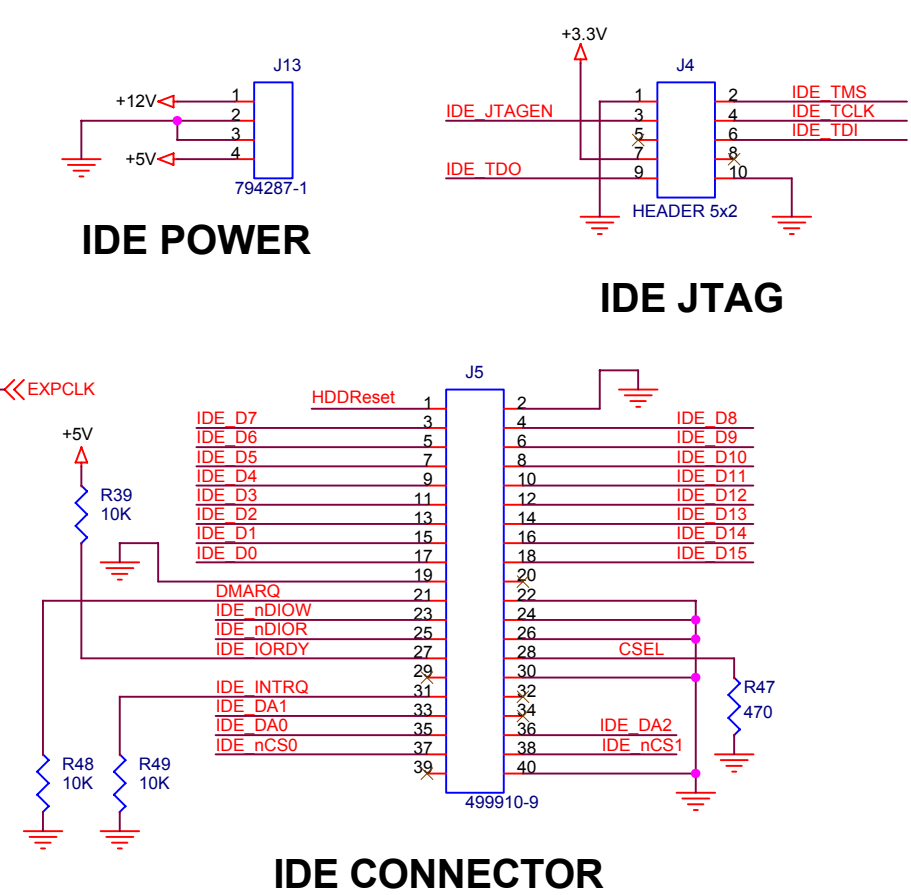 +3.3V
J13
J4
+12V
1
2
3
4
+5V
794287-1
IDE POWER
1
2
IDE_TMS
IDE_JTAGEN
3
4
IDE_TCLK
5
6
IDE_TDI
7
8
IDE_TDO
9
10
HEADER 5x2
IDE JTAG
EXPCLK
J5
HDDReset
1
2
IDE_D7
3
4
IDE_D8
IDE_D6
5
6
IDE_D9
IDE_D5
7
8
IDE_D10
IDE_D4
9
10
IDE_D11
IDE_D3
11
12
IDE_D12
IDE_D2
13
14
IDE_D13
IDE_D1
15
16
IDE_D14
IDE_D0
17
18
IDE_D15
19
20
DMARQ
21
22
IDE_nDIOW
23
24
IDE_nDIOR
25
26
IDE_IORDY
27
28
CSEL
29
30
IDE_INTRQ
31
32
IDE_DA1
33
34
IDE_DA0
35
36
IDE_DA2
IDE_nCS0
37
38
IDE_nCS1
39
40
+5V
R39
10K
R47
470
R48
10K
R49
10K
499910-9
IDE CONNECTOR